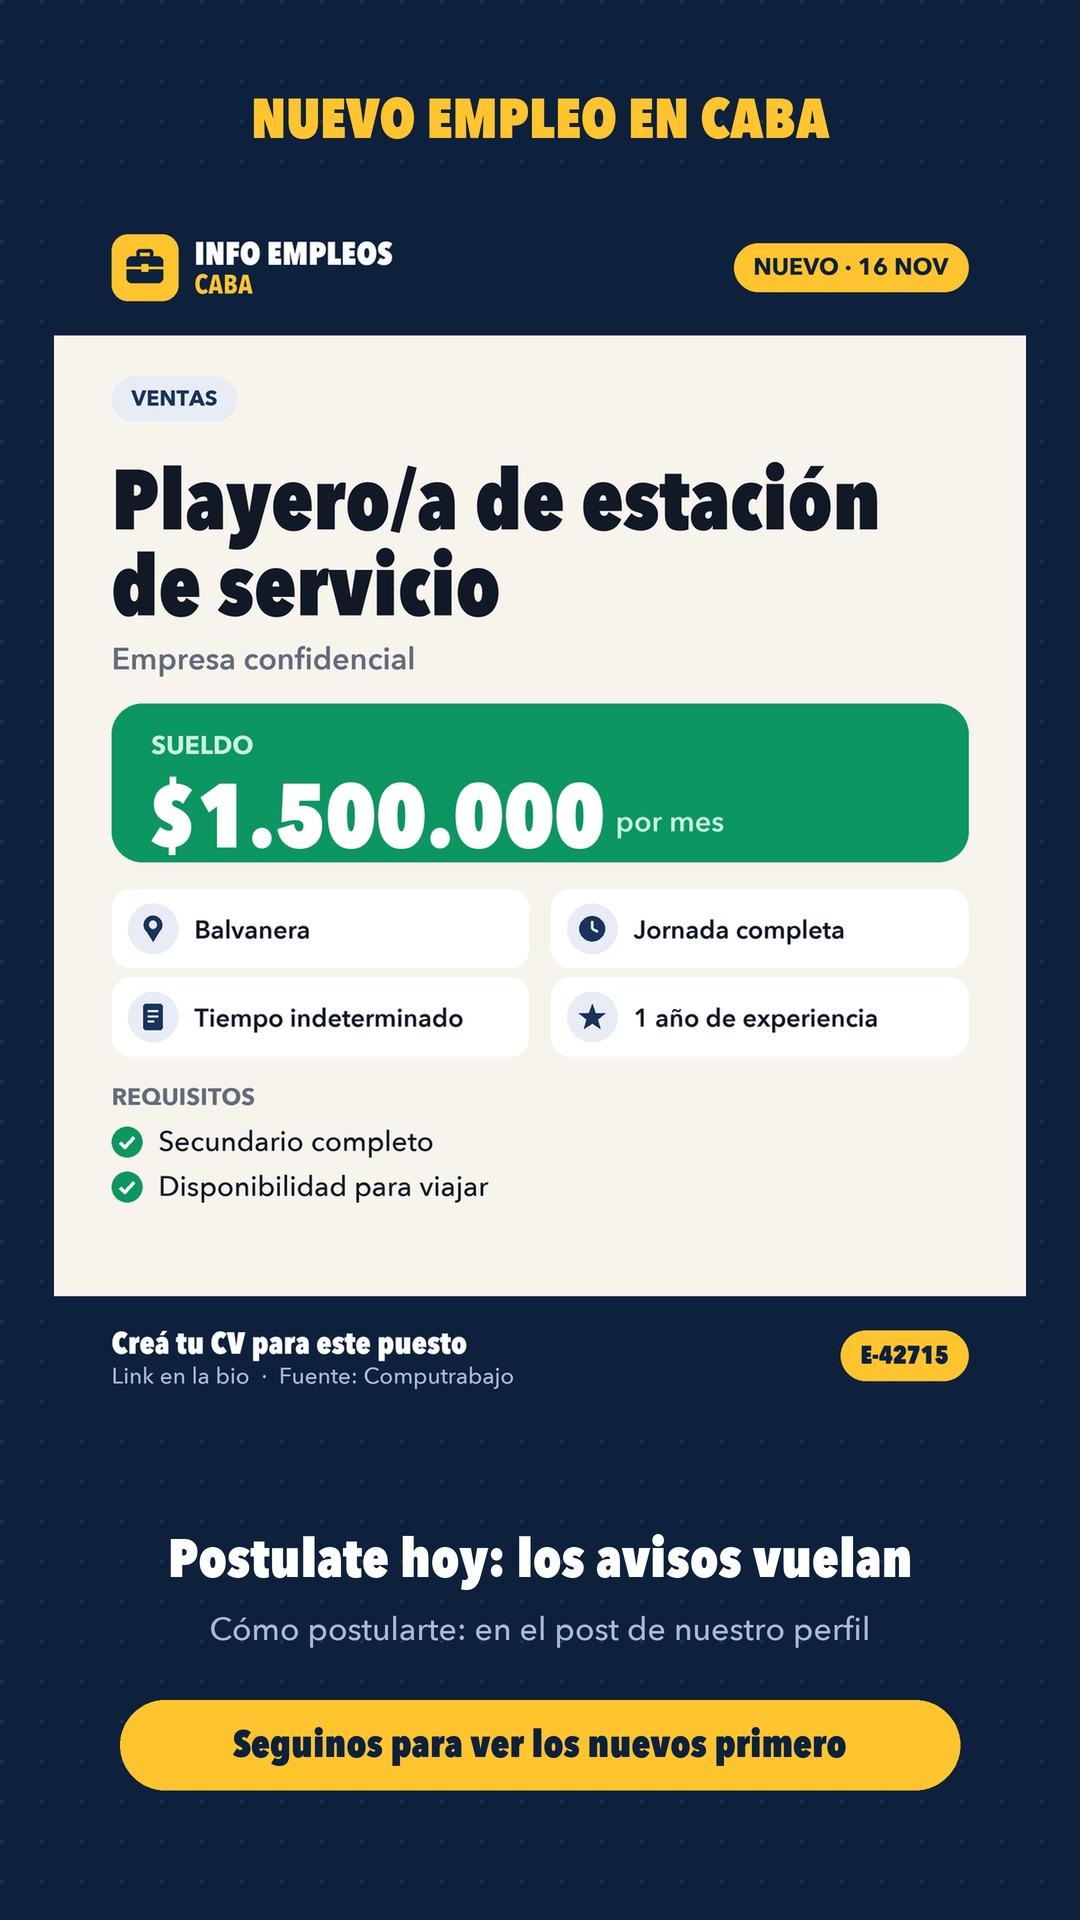 NUEVO EMPLEO EN CABA
INFO EMPLEOS
CABA
NUEVO · 16 NOV
VENTAS
Playero/a de estación
de servicio
Empresa confidencial
SUELDO
$1.500.000 por mes
Balvanera
Jornada completa
Tiempo indeterminado
1 año de experiencia
REQUISITOS
Secundario completo
Disponibilidad para viajar
Creá tu CV para este puesto
Link en la bio · Fuente: Computrabajo
E-42715
Postulate hoy: los avisos vuelan
Cómo postularte: en el post de nuestro perfil
Seguinos para ver los nuevos primero